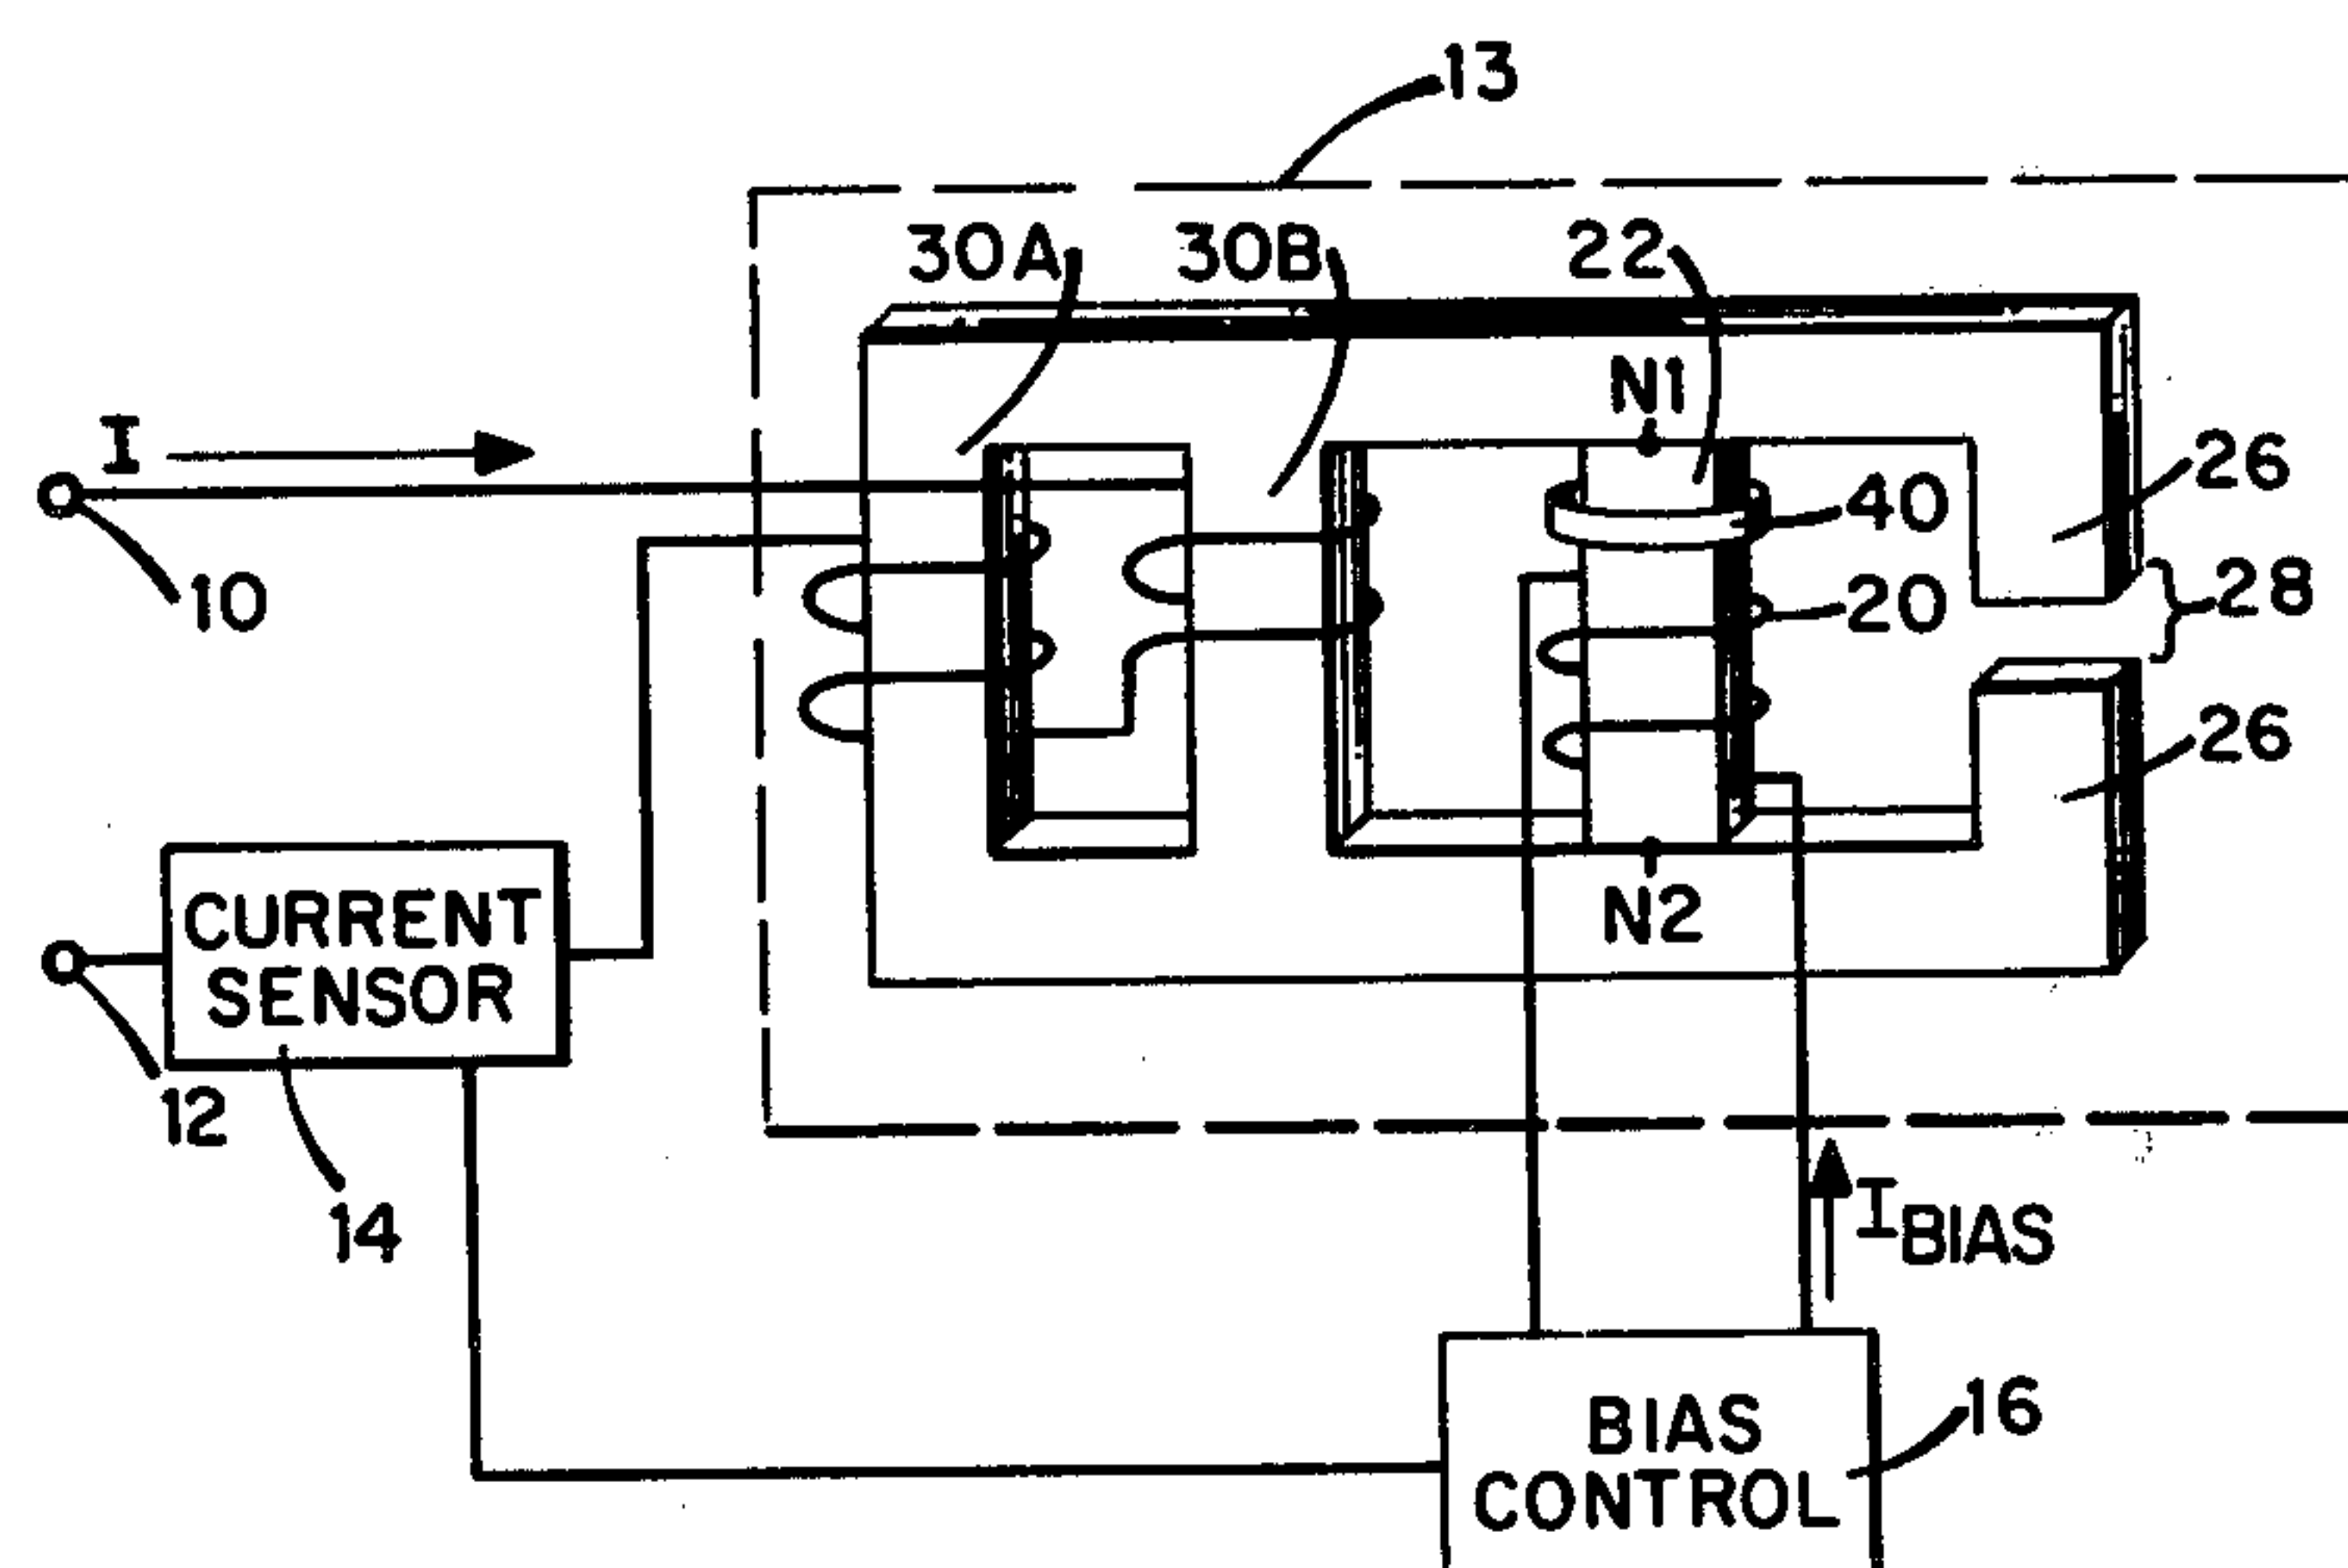 13
30A
30B
22
N1
I
26
40
10
20
28
26
CURRENT
SENSOR
N2
12
14
I BIAS
16
BIAS
CONTROL